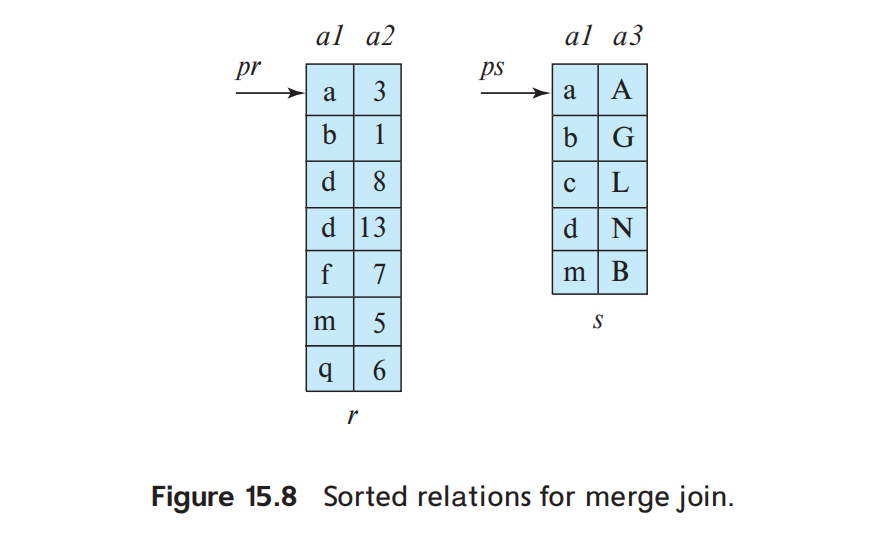 a1 a2
pr
a 3
b 1
d 8
d 13
f 7
m 5
q 6
r
a1 a3
ps
a A
b G
c L
d N
m B
s
Figure 15.8 Sorted relations for merge join.